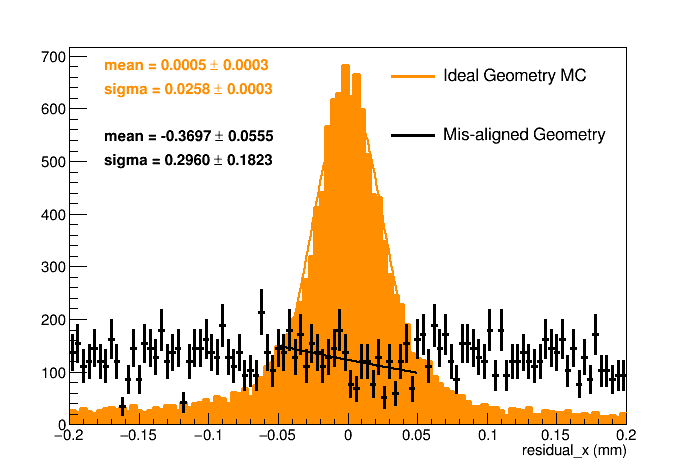 700
600
500
400
300
200
100
0
mean = 0.0005 ± 0.0003
sigma = 0.0258 ± 0.0003
mean = -0.3697 ± 0.0555
sigma = 0.2960 ± 0.1823
Ideal Geometry MC
Mis-aligned Geometry
−0.2 −0.15 −0.1 −0.05 0 0.05 0.1 0.15 0.2
residual_x (mm)